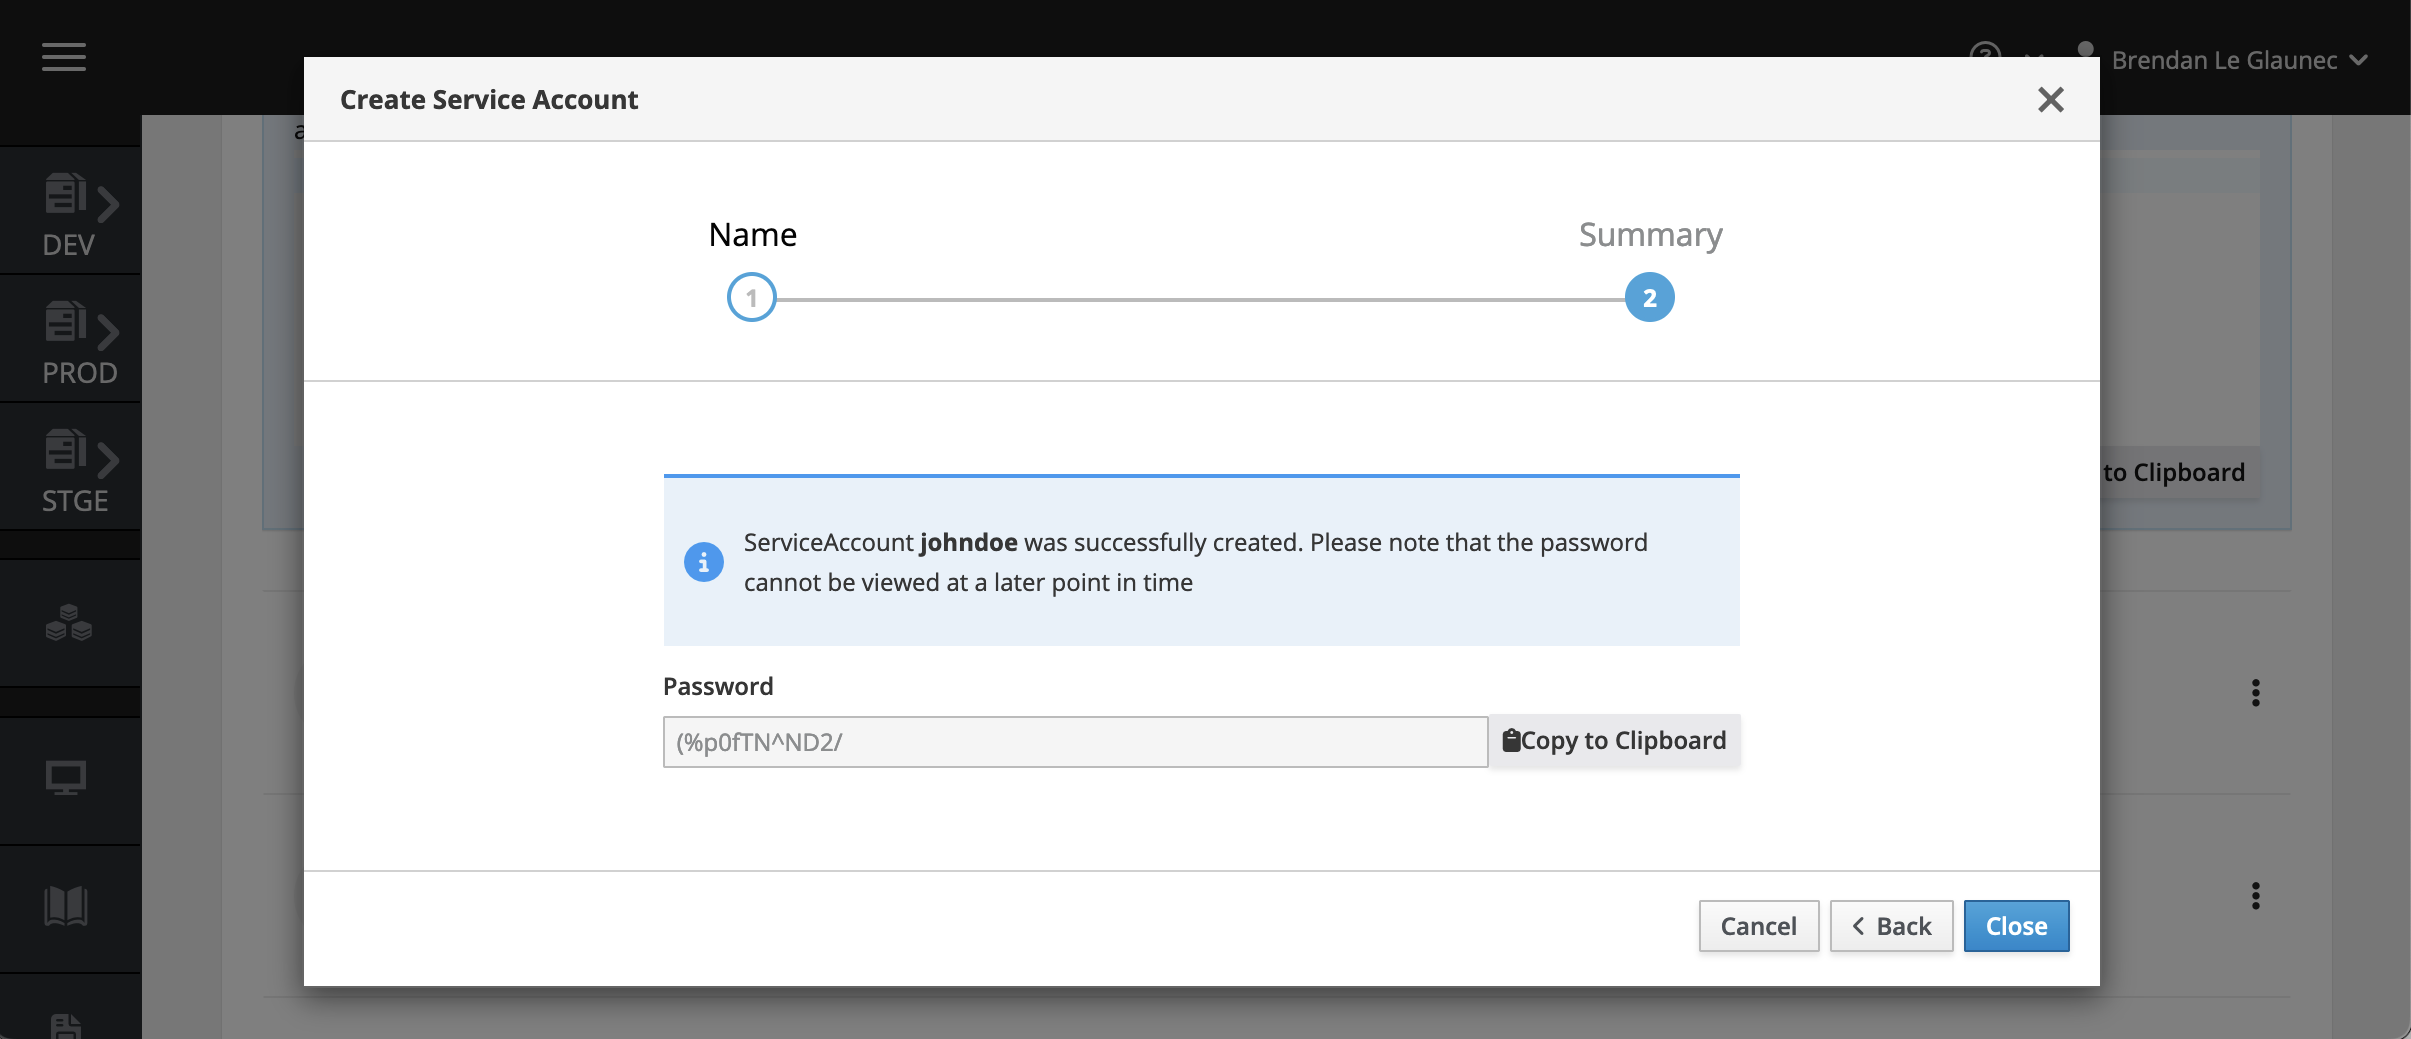 Brendan Le Glaunec
Create Service Account
DEV
PROD
STGE
Name
Summary
1
2
to Clipboard
ServiceAccount johndoe was successfully created. Please note that the password
cannot be viewed at a later point in time
Password
(%p0fTN^ND2/
Copy to Clipboard
Cancel
Back
Close